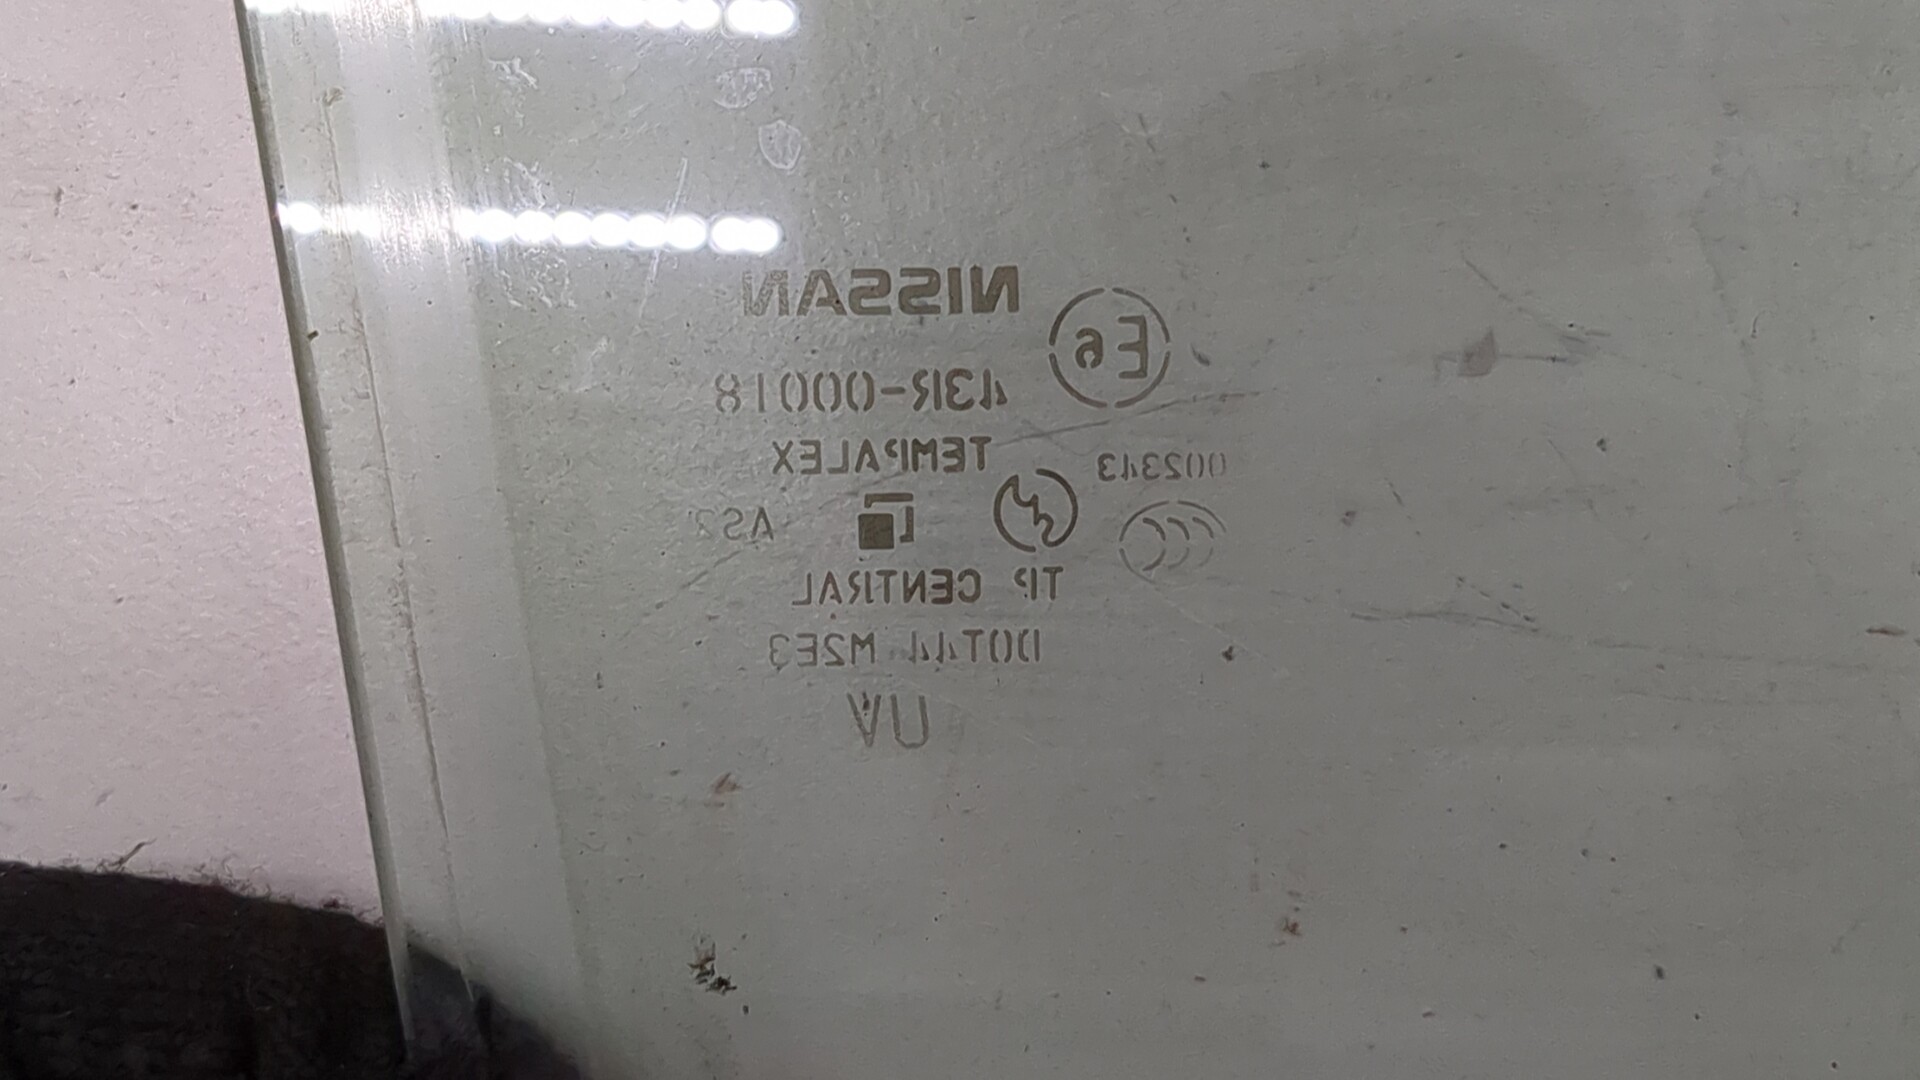 NISSAN
E6
43R-00018
TEMPALEX
002343
AS2
TP CENTRAL
DOT44 M2E3
UV